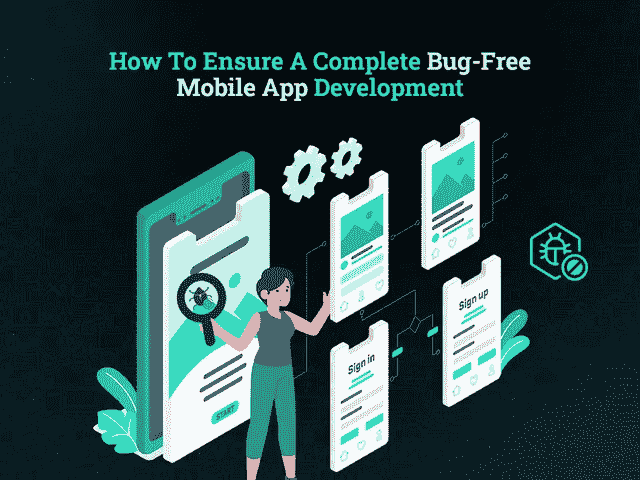 How To Ensure A Complete Bug-Free
Mobile App Development
Sign up
Sign in
START